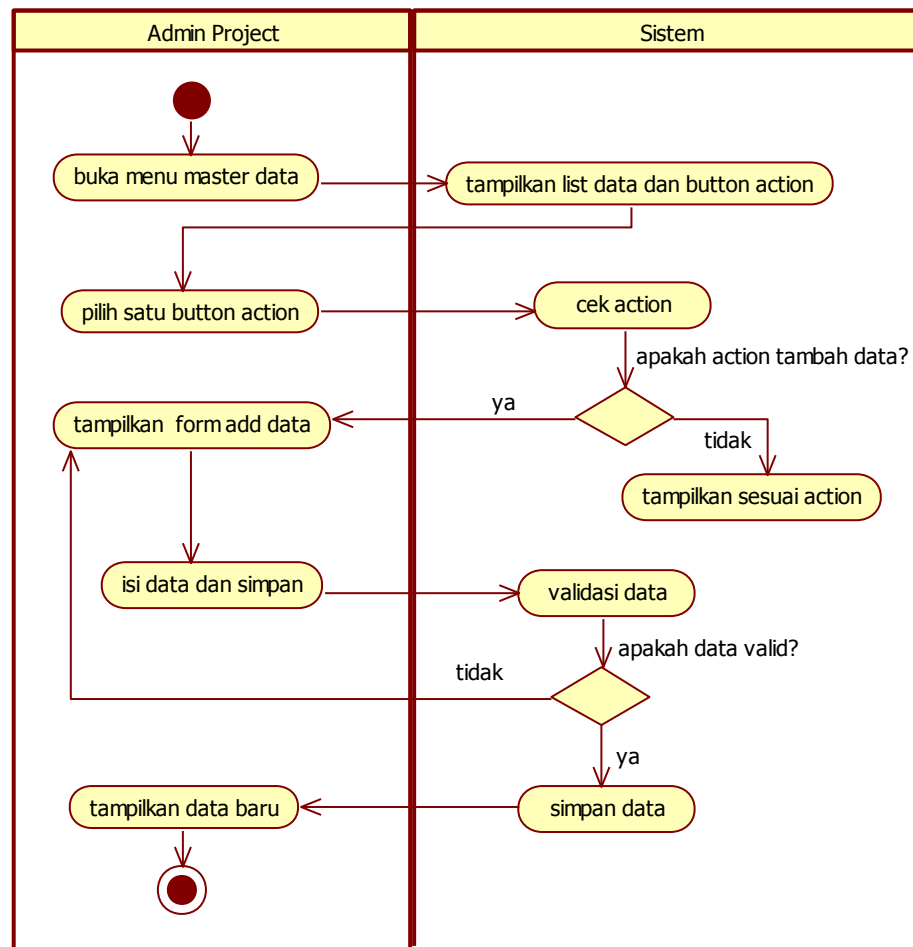 Admin Project
Sistem
buka menu master data
tampilkan list data dan button action
pilih satu button action
cek action
apakah action tambah data?
tampilkan form add data
ya
tidak
tampilkan sesuai action
isi data dan simpan
validasi data
apakah data valid?
tidak
ya
tampilkan data baru
simpan data